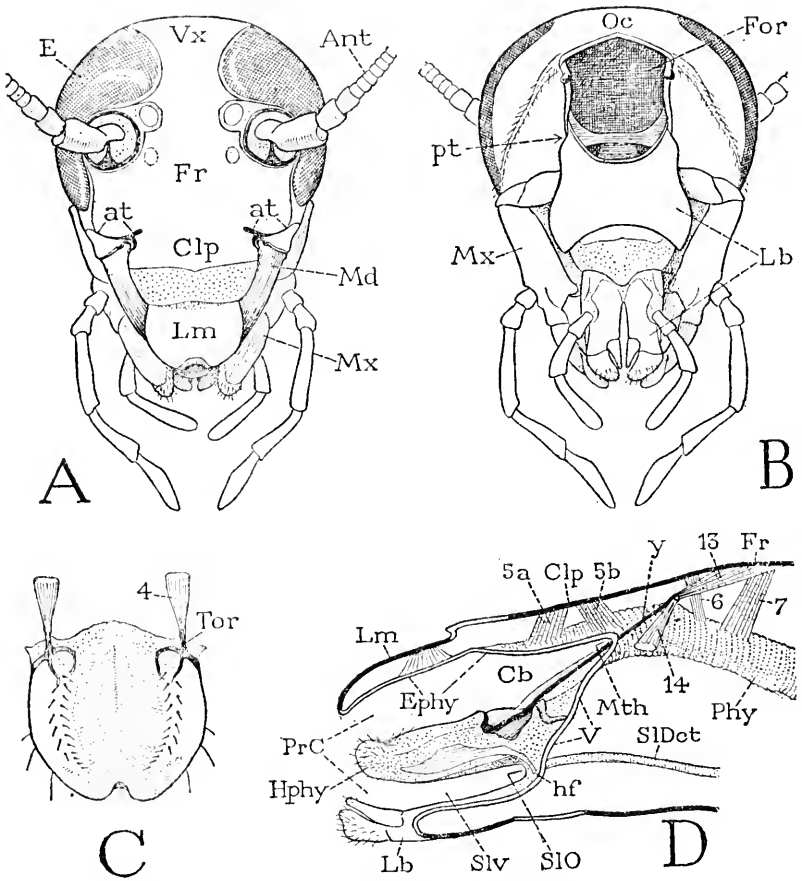 Vx
E
Ant
Fr
at
at
Clp
Md
Lm
Mx
A
Oc
For
pt
Mx
Lb
B
4
Tor
C
5a
Clp
5b
y
13
Fr
6
7
Lm
Cb
14
Ephy
Mth
Phy
PrC
V
SlDct
Hphy
hf
Lb
Slv
SlO
D